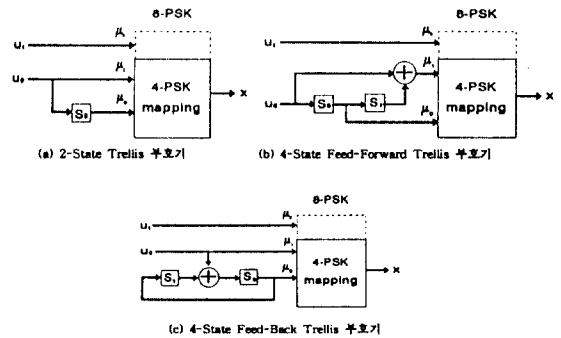 8-PSK
8-PSK
u₁
μ₂
u₀
μ₁
4-PSK
mapping
x
S₀
μ₀
(a) 2-State Trellis 부호기
u₁
μ₂
μ₁
4-PSK
mapping
x
u₀
S₀
S₁
μ₀
(b) 4-State Feed-Forward Trellis 부호기
8-PSK
u₁
μ₂
u₀
μ₁
4-PSK
mapping
x
S₁
S₀
μ₀
(c) 4-State Feed-Back Trellis 부호기